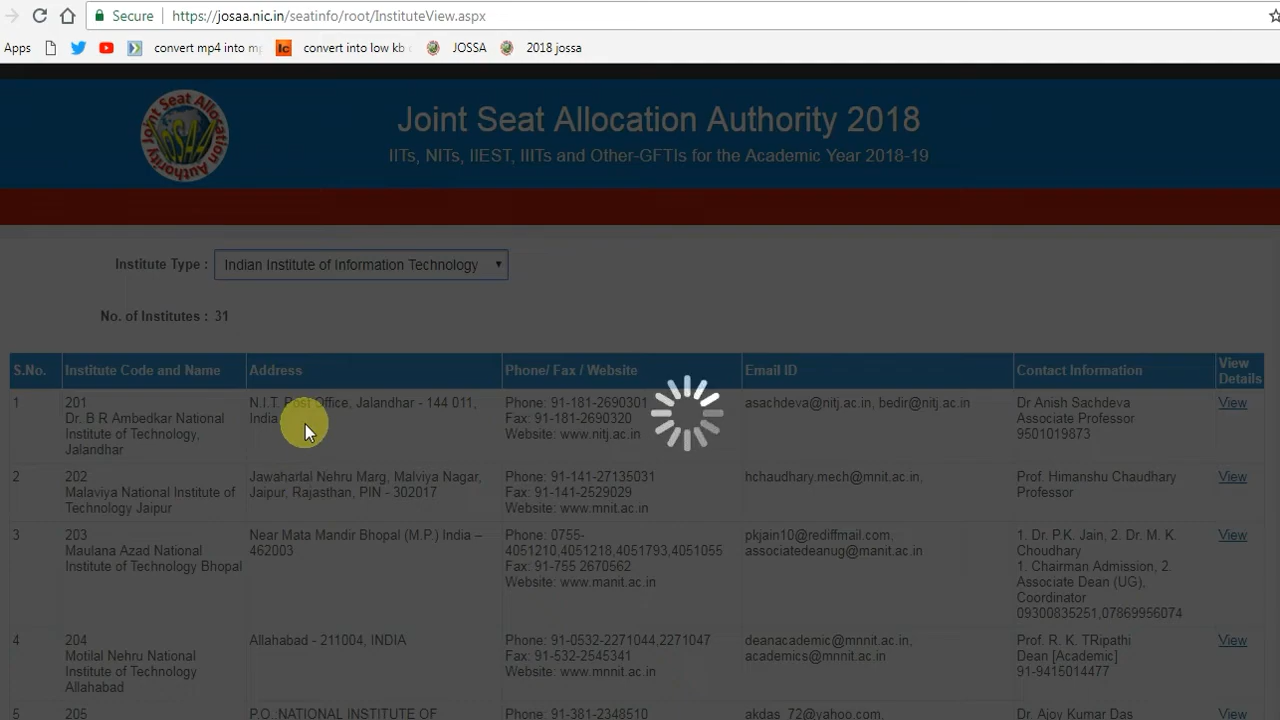 Secure https://josaa.nic.in/seatinfo/root/InstituteView.aspx
Apps convert mp4 into m convert into low kb JOSSA 2018 jossa
Joint Seat Allocation Authority
JOSAA
Joint Seat Allocation Authority 2018
IITs, NITs, IIEST, IIITs and Other-GFTIs for the Academic Year 2018-19
Institute Type : Indian Institute of Information Technology
No. of Institutes : 31
S.No. Institute Code and Name Address Phone/ Fax / Website Email ID Contact Information View Details
1
201
Dr. B R Ambedkar National
Institute of Technology,
Jalandhar
N.I.T. Post Office, Jalandhar - 144 011,
India
Phone: 91-181-2690301
Fax: 91-181-2690320
Website: www.nitj.ac.in
asachdeva@nitj.ac.in, bedir@nitj.ac.in
Dr Anish Sachdeva
Associate Professor
9501019873
View
2
202
Malaviya National Institute of
Technology Jaipur
Jawaharlal Nehru Marg, Malviya Nagar,
Jaipur, Rajasthan, PIN - 302017
Phone: 91-141-27135031
Fax: 91-141-2529029
Website: www.mnit.ac.in
hchaudhary.mech@mnit.ac.in,
Prof. Himanshu Chaudhary
Professor
View
3
203
Maulana Azad National
Institute of Technology Bhopal
Near Mata Mandir Bhopal (M.P.) India –
462003
Phone: 0755-
4051210,4051218,4051793,4051055
Fax: 91-755 2670562
Website: www.manit.ac.in
pkjain10@rediffmail.com,
associatedeanug@manit.ac.in
1. Dr. P.K. Jain, 2. Dr. M. K.
Choudhary
1. Chairman Admission, 2.
Associate Dean (UG),
Coordinator
09300835251,07869956074
View
4
204
Motilal Nehru National
Institute of Technology
Allahabad
Allahabad - 211004, INDIA
Phone: 91-0532-2271044,2271047
Fax: 91-532-2545341
Website: www.mnnit.ac.in
deanacademic@mnnit.ac.in,
academics@mnnit.ac.in
Prof. R. K. TRipathi
Dean [Academic]
91-9415014477
View
5
205
P.O.:NATIONAL INSTITUTE OF
Phone: 91-381-2348510
akdas_72@yahoo.com,
Dr. Ajoy Kumar Das
View